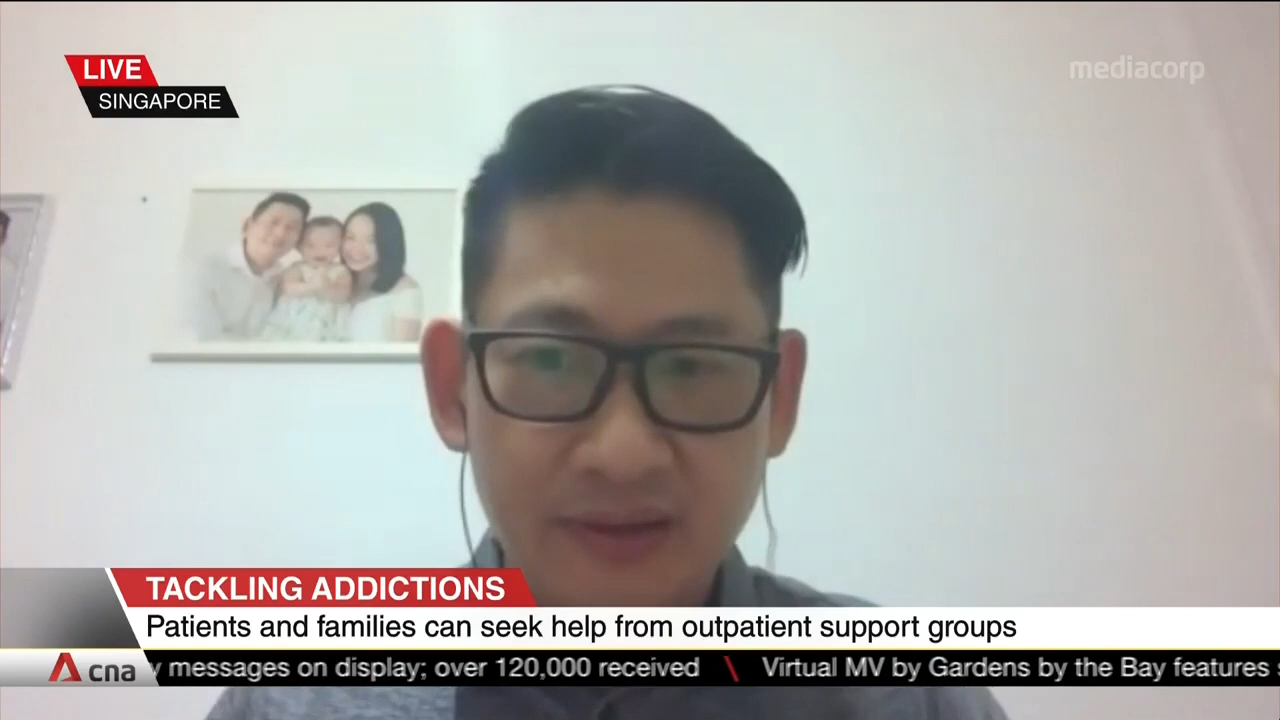 LIVE
SINGAPORE
mediacorp
TACKLING ADDICTIONS
Patients and families can seek help from outpatient support groups
cna
messages on display; over 120,000 received \ Virtual MV by Gardens by the Bay features